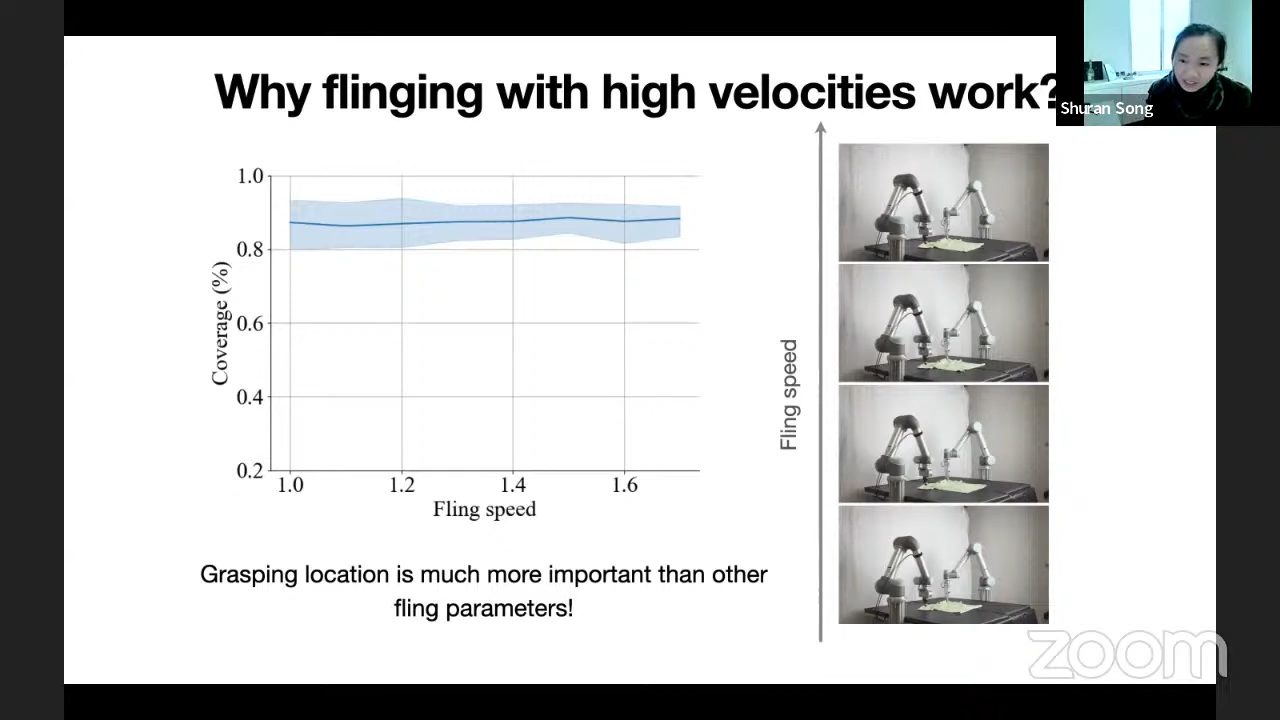 Why flinging with high velocities work?
Shuran Song
1.0
0.8
0.6
0.4
0.2
Coverage (%)
1.0 1.2 1.4 1.6
Fling speed
Fling speed
Grasping location is much more important than other
fling parameters!
zoom